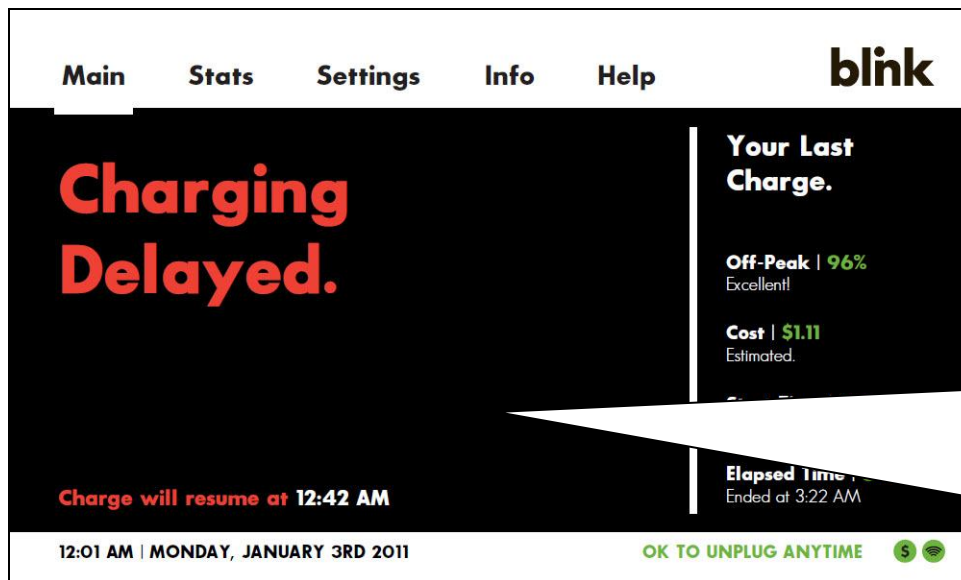 Main Stats Settings Info Help blink
Charging
Delayed.
Charge will resume at 12:42 AM
Your Last
Charge.
Off-Peak | 96%
Excellent!
Cost | $1.11
Estimated.
Elapsed Time |
Ended at 3:22 AM
12:01 AM | MONDAY, JANUARY 3RD 2011 OK TO UNPLUG ANYTIME $